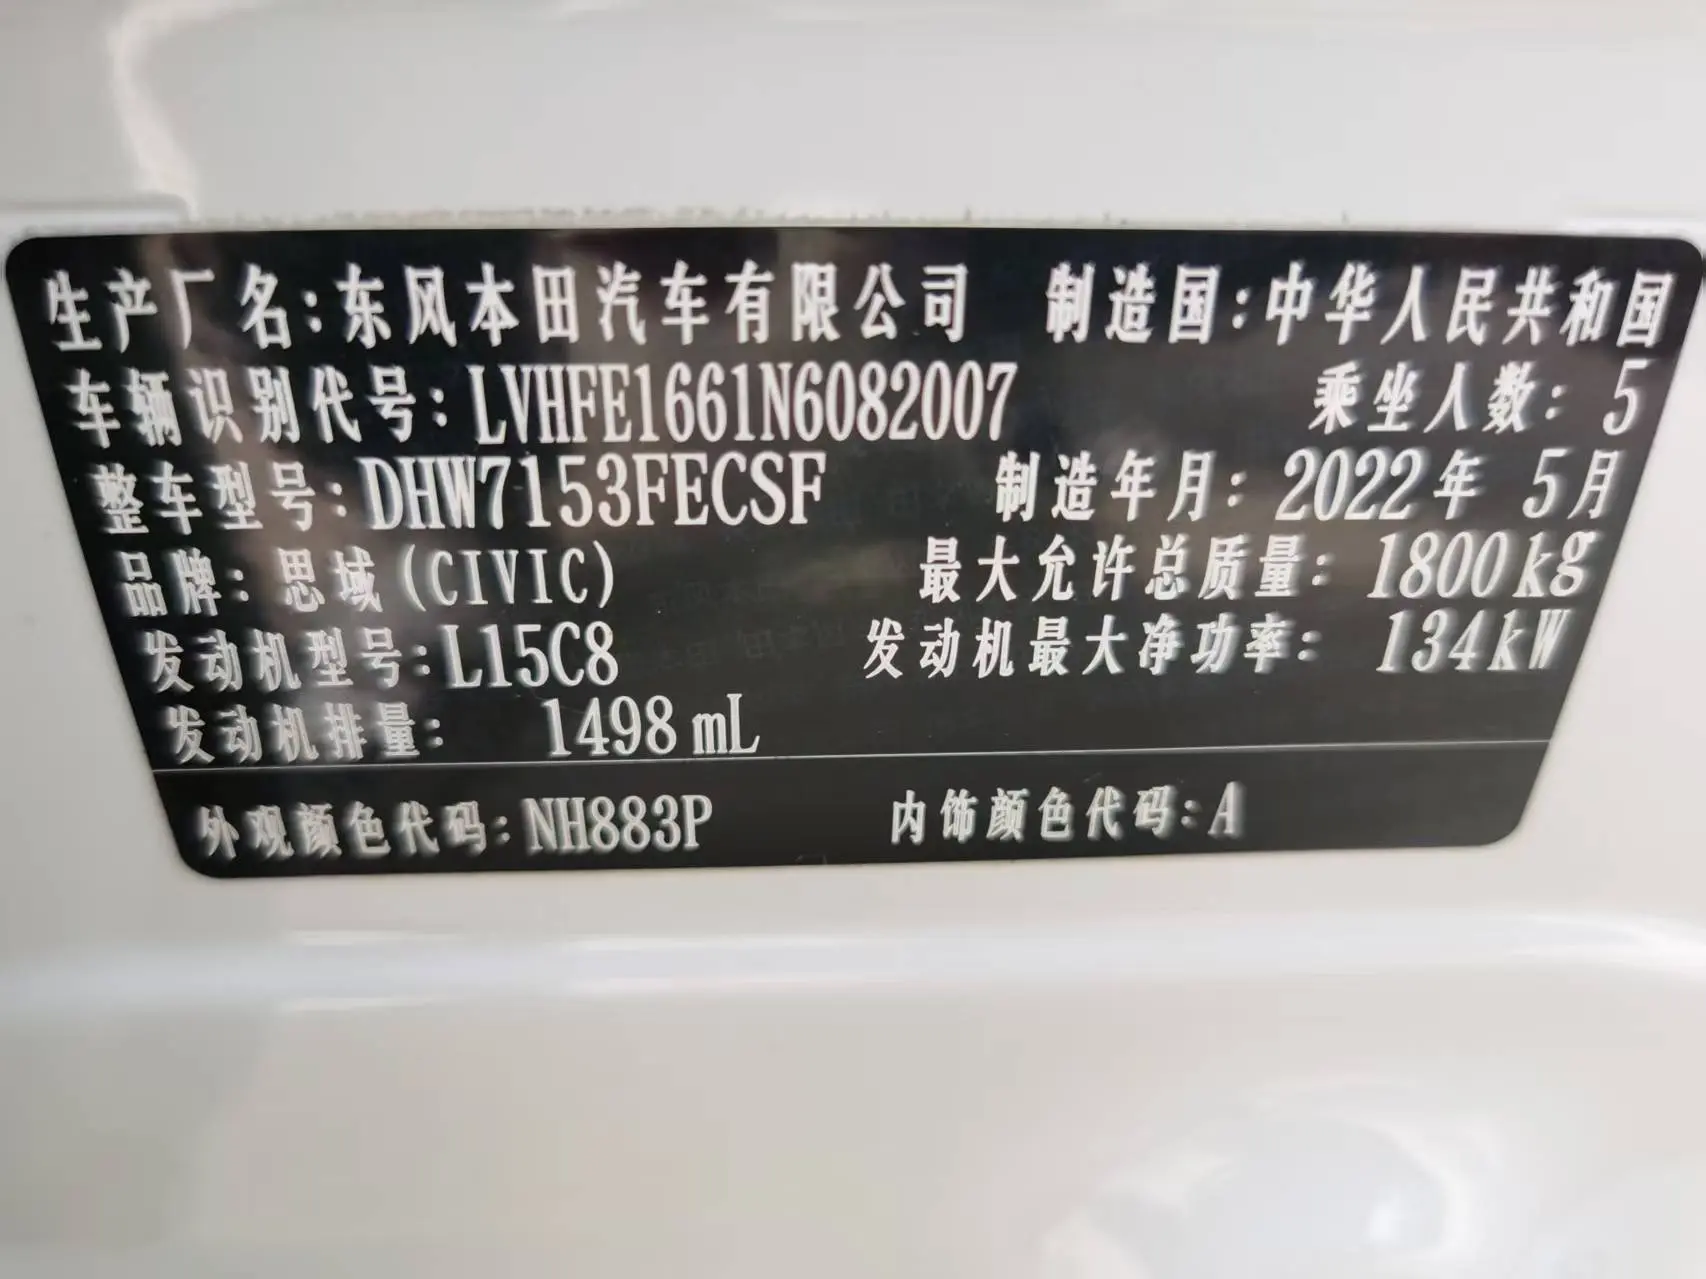 生产厂名:东风本田汽车有限公司 制造国:中华人民共和国
车辆识别代号:LVHFE1661N6082007 乘坐人数:5
整车型号:DHW7153FECSF 制造年月:2022年 5月
品牌:思域(CIVIC) 最大允许总质量:1800kg
发动机型号:L15C8 发动机最大净功率:134kW
发动机排量: 1498mL
外观颜色代码:NH883P 内饰颜色代码:A